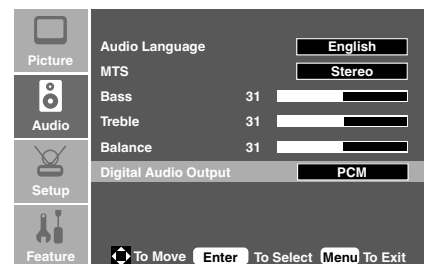 Picture
Audio
Setup
Feature
Audio Language English
MTS Stereo
Bass 31
Treble 31
Balance 31
Digital Audio Output PCM
To Move Enter To Select Menu To Exit